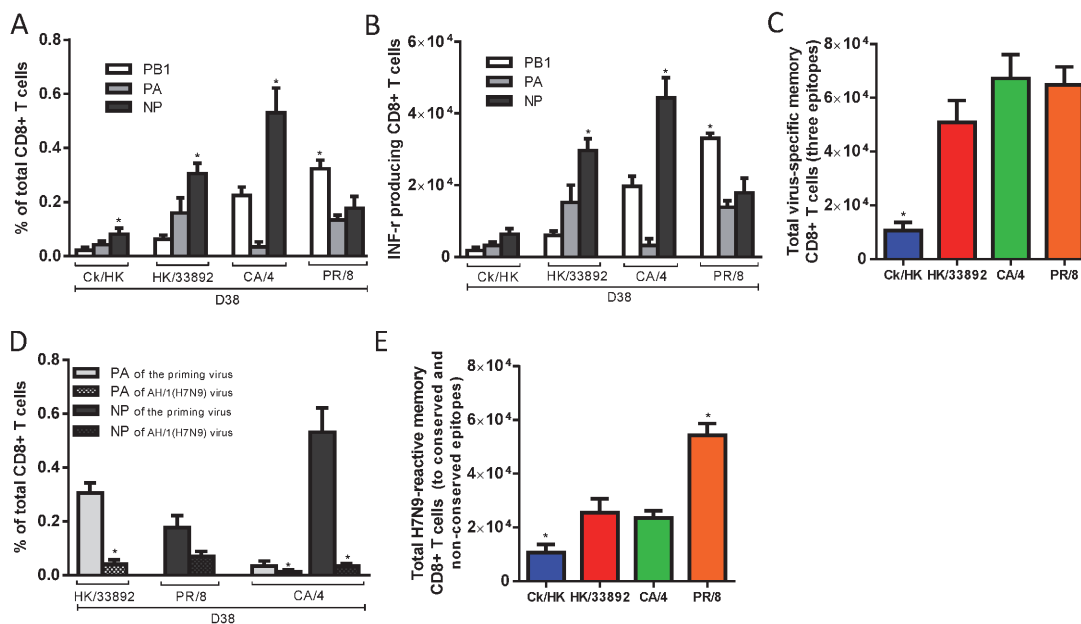 A
% of total CD8+ T cells
0.8
0.6
0.4
0.2
0.0
PB1
PA
NP
*
*
*
*
Ck/HK
HK/33892
CA/4
PR/8
D38
B
INF-r producing CD8+ T cells
6×10⁴
4×10⁴
2×10⁴
0
PB1
PA
NP
*
*
*
Ck/HK
HK/33892
CA/4
PR/8
D38
C
Total virus-specific memory
CD8+ T cells (three epitopes)
8×10⁴
6×10⁴
4×10⁴
2×10⁴
0
*
Ck/HK
HK/33892
CA/4
PR/8
D
% of total CD8+ T cells
0.8
0.6
0.4
0.2
0.0
PA of the priming virus
PA of AH/1(H7N9) virus
NP of the priming virus
NP of AH/1(H7N9) virus
*
*
*
HK/33892
PR/8
CA/4
D38
E
Total H7N9-reactive memory
CD8+ T cells (to conserved and
non-conserved epitopes)
8×10⁴
6×10⁴
4×10⁴
2×10⁴
0
*
*
Ck/HK
HK/33892
CA/4
PR/8